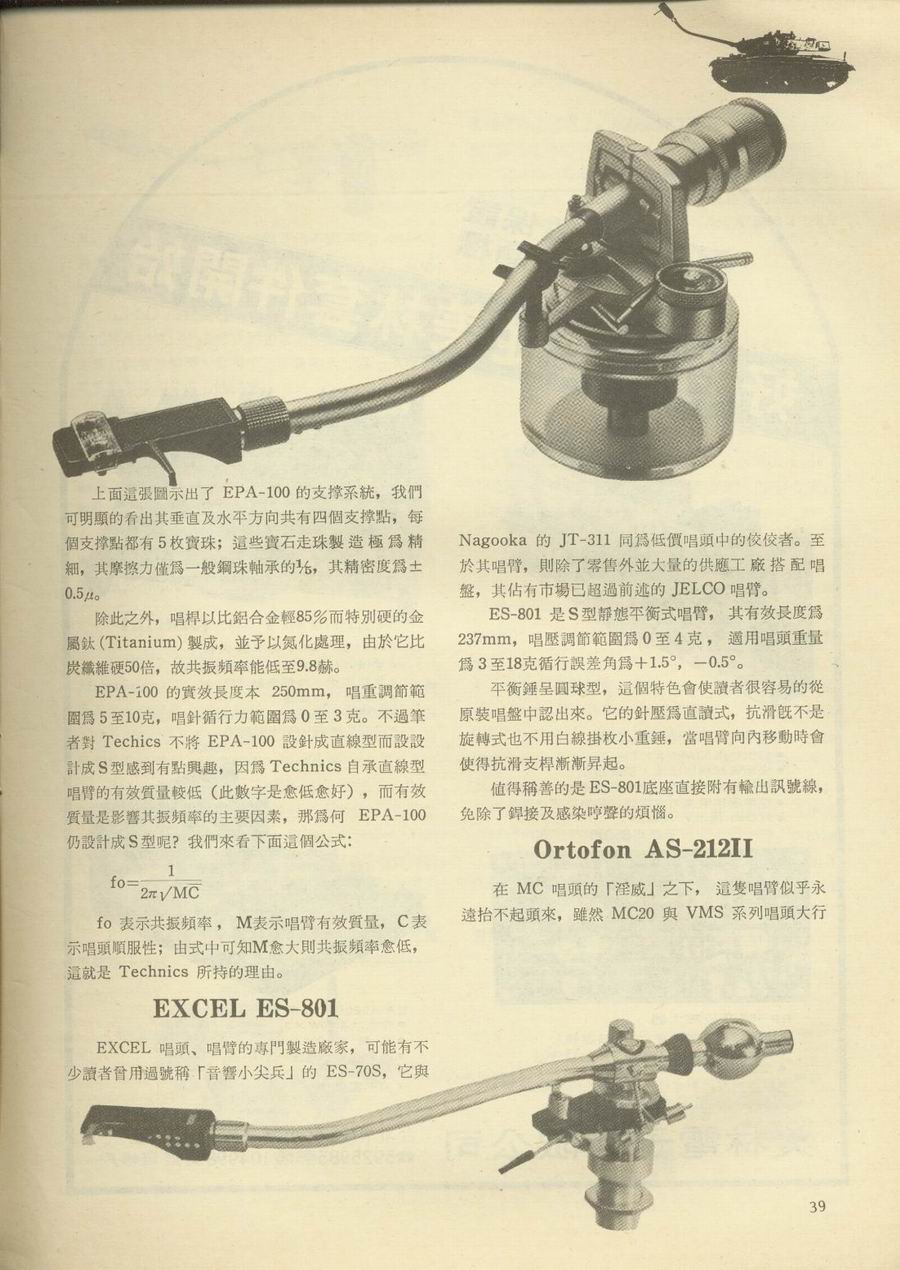 上面這張圖示出了 EPA-100 的支撐系統，我們
可明顯的看出其垂直及水平方向共有四個支撐點，每
個支撐點都有5枚寶珠；這些寶石走珠製造極爲精
細，其摩擦力僅爲一般鋼珠軸承的⅕，其精密度爲±
0.5μ。
除此之外，唱桿以比鋁合金輕85%而特別硬的金
屬鈦(Titanium)製成，並予以氮化處理，由於它比
炭纖維硬50倍，故共振頻率能低至9.8赫。
EPA-100 的實效長度本 250mm，唱重調節範
圍爲5至10克，唱針循行力範圍爲0至3克。不過筆
者對 Techics 不將 EPA-100 設針成直線型而設設
計成S型感到有點興趣，因爲 Technics 自承直線型
唱臂的有效質量較低（此數字是愈低愈好），而有效
質量是影響其振頻率的主要因素，那爲何 EPA-100
仍設計成S型呢？我們來看下面這個公式：
fo=1/2π√MC
fo 表示共振頻率，M表示唱臂有效質量，C表
示唱頭順服性；由式中可知M愈大則共振頻率愈低，
這就是 Technics 所持的理由。
EXCEL ES-801
EXCEL 唱頭、唱臂的專門製造廠家，可能有不
少讀者曾用過號稱「音響小尖兵」的 ES-70S，它與
Nagooka 的 JT-311 同爲低價唱頭中的佼佼者。至
於其唱臂，則除了零售外並大量的供應工廠搭配唱
盤，其佔有市場已超過前述的 JELCO 唱臂。
ES-801 是S型靜態平衡式唱臂，其有效長度爲
237mm，唱壓調節範圍爲0至4克，適用唱頭重量
爲3至18克循行誤差角爲+1.5°，-0.5°。
平衡錘呈圓球型，這個特色會使讀者很容易的從
原裝唱盤中認出來。它的針壓爲直讀式，抗滑旣不是
旋轉式也不用白線掛枚小重錘，當唱臂向內移動時會
使得抗滑支桿漸漸昇起。
值得稱善的是 ES-801底座直接附有輸出訊號線，
免除了銲接及感染哼聲的煩惱。
Ortofon AS-212II
在 MC 唱頭的「淫威」之下，這隻唱臂似乎永
遠抬不起頭來，雖然 MC20 與 VMS 系列唱頭大行
39